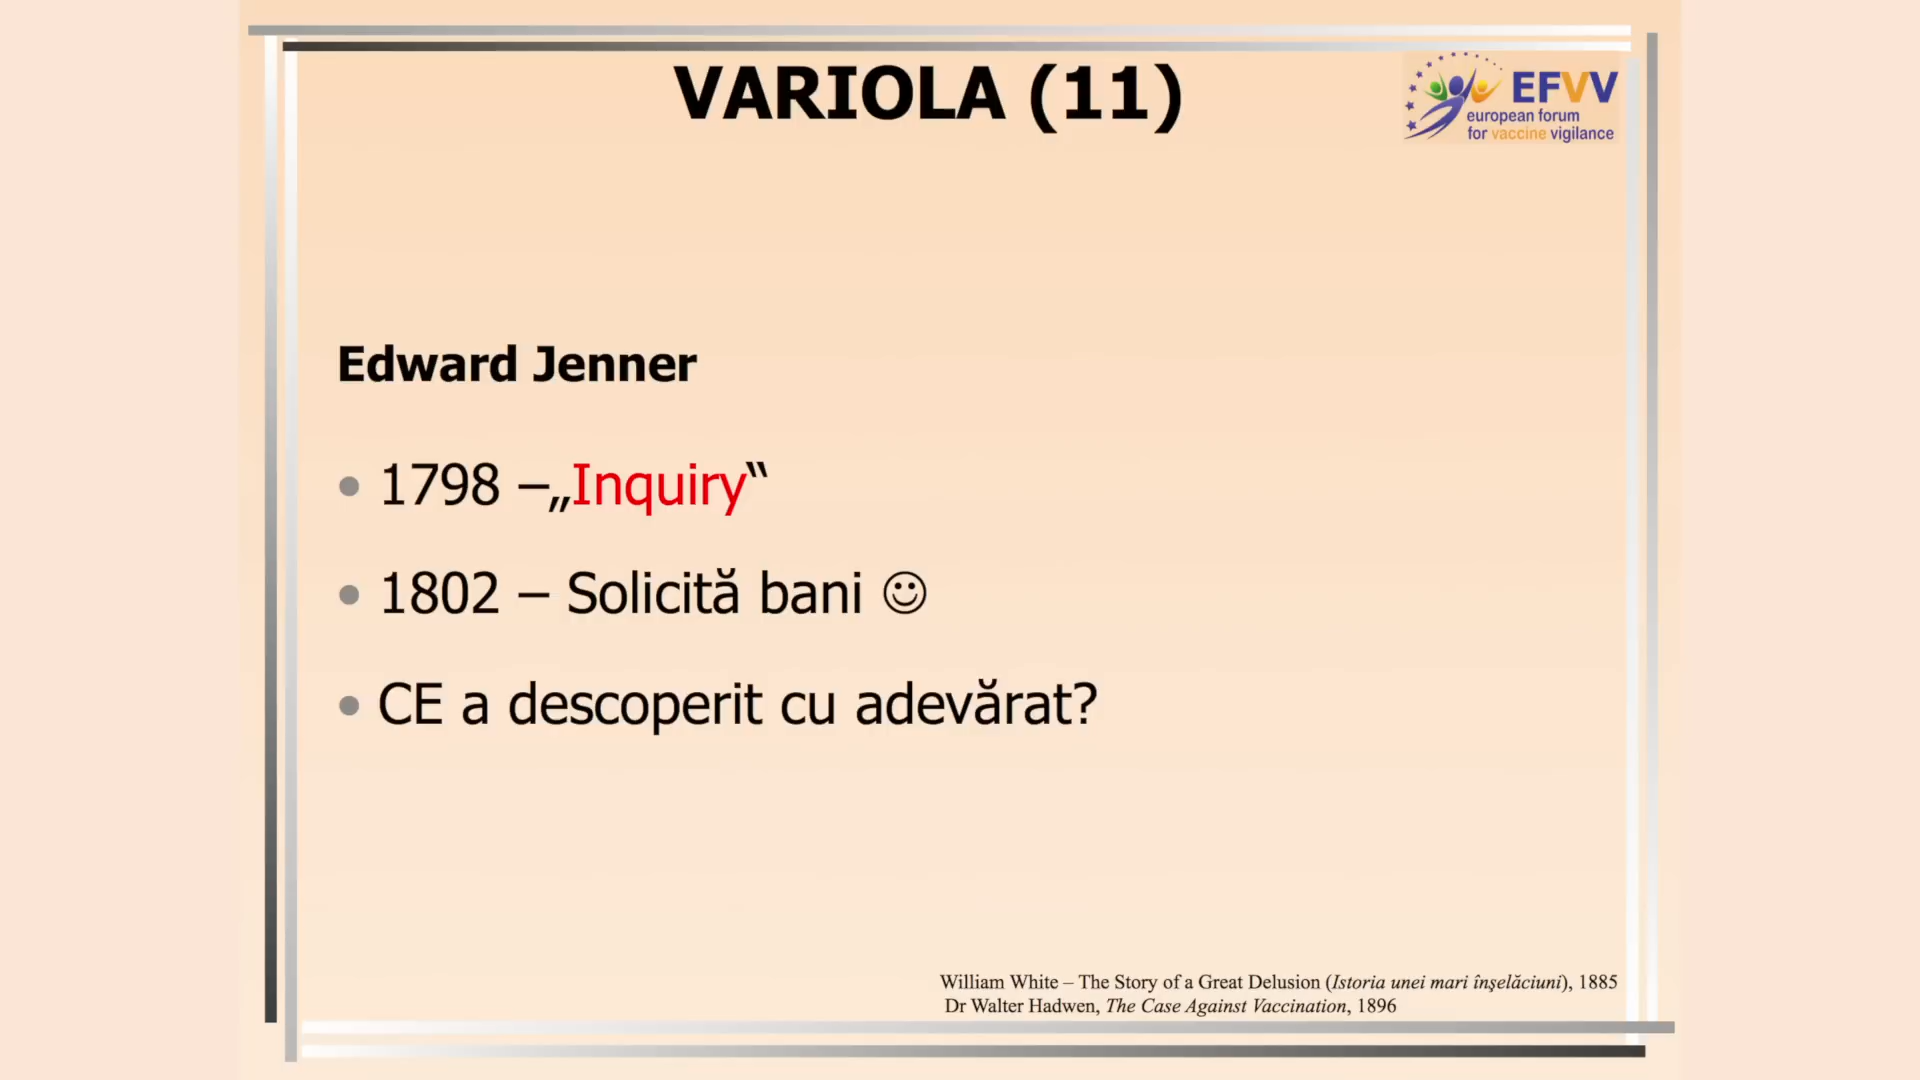 VARIOLA (11)
EFVV
european forum
for vaccine vigilance
Edward Jenner
• 1798 –„Inquiry“
• 1802 – Solicită bani ☺
• CE a descoperit cu adevărat?
William White – The Story of a Great Delusion (Istoria unei mari înşelăciuni), 1885
Dr Walter Hadwen, The Case Against Vaccination, 1896